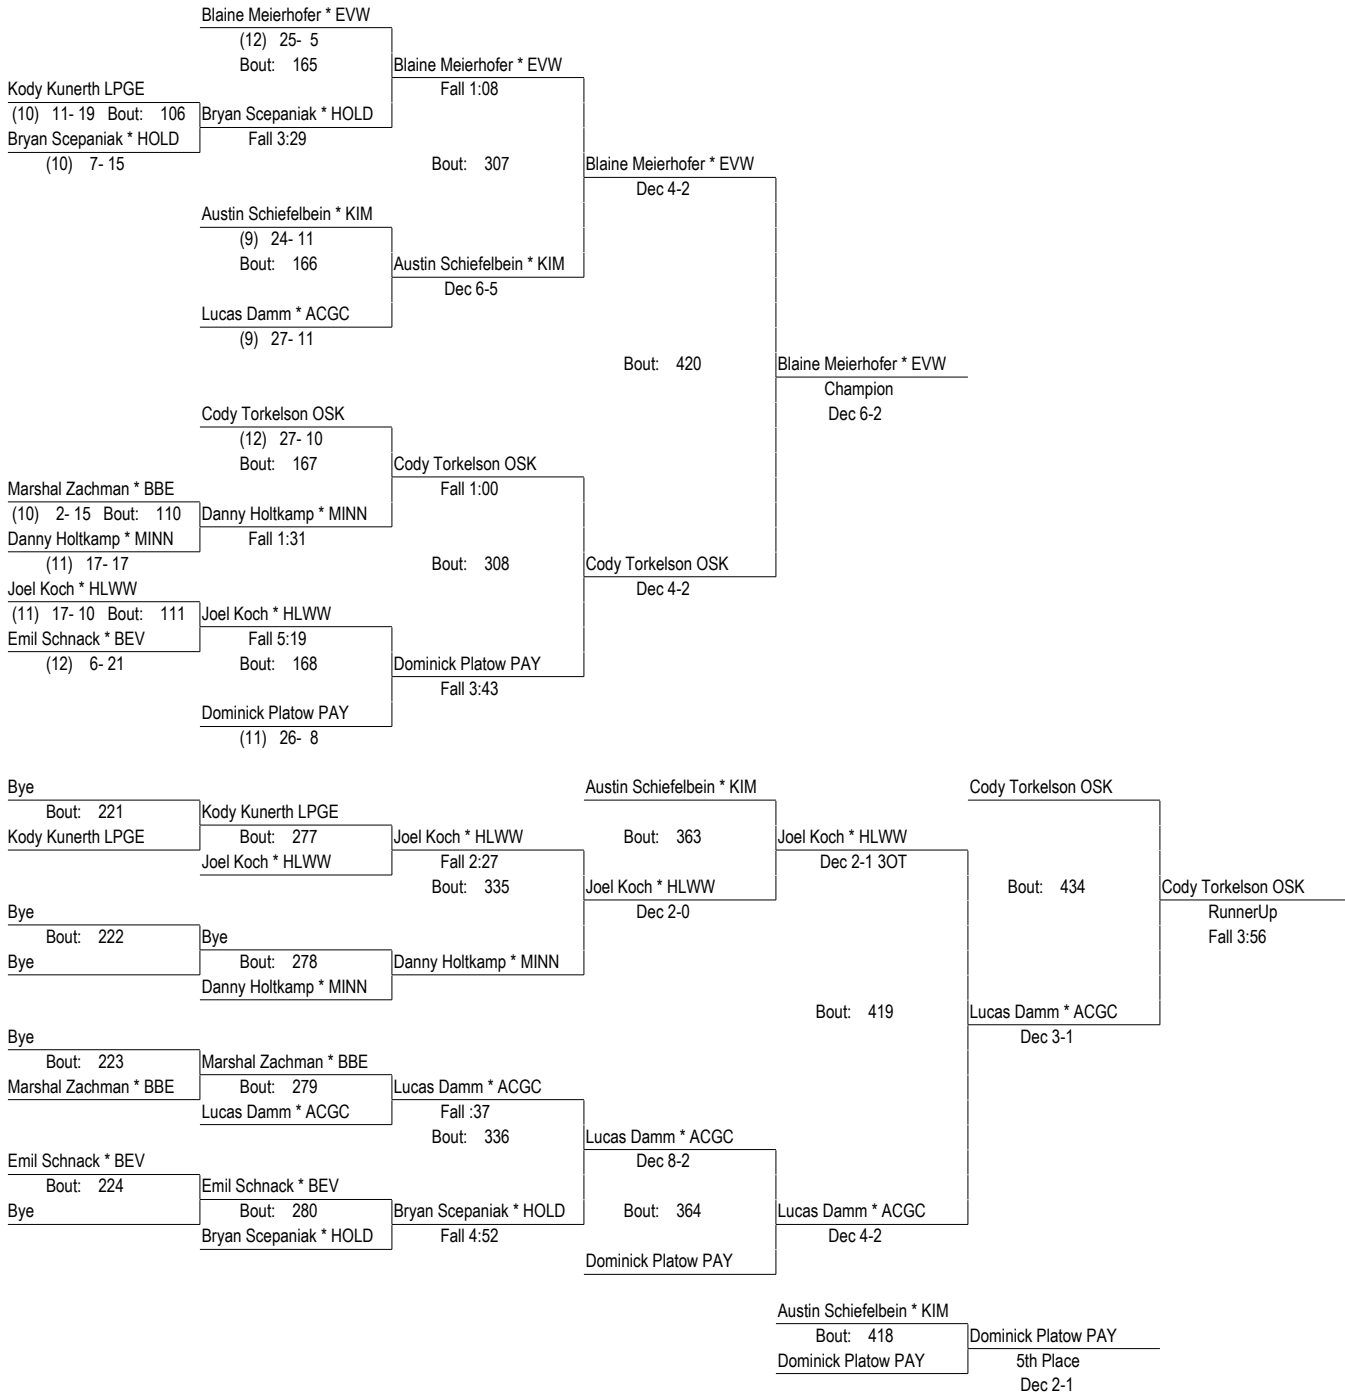 Blaine Meierhofer * EVW
(12) 25- 5
Bout: 165 Blaine Meierhofer * EVW
Kody Kunerth LPGE Fall 1:08
(10) 11- 19 Bout: 106 Bryan Scepaniak * HOLD
Bryan Scepaniak * HOLD Fall 3:29
(10) 7- 15 Bout: 307 Blaine Meierhofer * EVW
Dec 4-2
Austin Schiefelbein * KIM
(9) 24- 11
Bout: 166 Austin Schiefelbein * KIM
Dec 6-5
Lucas Damm * ACGC
(9) 27- 11
Bout: 420 Blaine Meierhofer * EVW
Champion
Cody Torkelson OSK Dec 6-2
(12) 27- 10
Bout: 167 Cody Torkelson OSK
Marshal Zachman * BBE Fall 1:00
(10) 2- 15 Bout: 110 Danny Holtkamp * MINN
Danny Holtkamp * MINN Fall 1:31
(11) 17- 17 Bout: 308 Cody Torkelson OSK
Joel Koch * HLWW Dec 4-2
(11) 17- 10 Bout: 111 Joel Koch * HLWW
Emil Schnack * BEV Fall 5:19
(12) 6- 21 Bout: 168 Dominick Platow PAY
Fall 3:43
Dominick Platow PAY
(11) 26- 8
Bye Austin Schiefelbein * KIM Cody Torkelson OSK
Bout: 221 Kody Kunerth LPGE
Kody Kunerth LPGE Bout: 277 Joel Koch * HLWW Bout: 363 Joel Koch * HLWW
Joel Koch * HLWW Fall 2:27 Dec 2-1 3OT
Bout: 335 Joel Koch * HLWW Bout: 434 Cody Torkelson OSK
Bye Dec 2-0 RunnerUp
Bout: 222 Bye Fall 3:56
Bye Bout: 278 Danny Holtkamp * MINN
Danny Holtkamp * MINN
Bout: 419 Lucas Damm * ACGC
Bye Dec 3-1
Bout: 223 Marshal Zachman * BBE
Marshal Zachman * BBE Bout: 279 Lucas Damm * ACGC
Lucas Damm * ACGC Fall :37
Bout: 336 Lucas Damm * ACGC
Emil Schnack * BEV Dec 8-2
Bout: 224 Emil Schnack * BEV
Bye Bout: 280 Bryan Scepaniak * HOLD Bout: 364 Lucas Damm * ACGC
Bryan Scepaniak * HOLD Fall 4:52 Dec 4-2
Dominick Platow PAY
Austin Schiefelbein * KIM
Bout: 418 Dominick Platow PAY
Dominick Platow PAY 5th Place
Dec 2-1